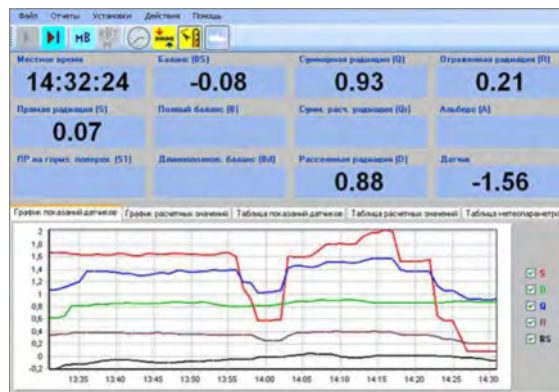 Файл Отчеты Установки Действия Помощь
мВ
Местное время Баланс (BS) Суммарная радиация (Q) Отраженная радиация (R)
14:32:24 -0.08 0.93 0.21
Прямая радиация (S) Полный баланс (B) Сумм. расч. радиация (Qs) Альбедо (A)
0.07
ПР на гориз. поверхн. (S1) Длинноволнов. баланс (Bd) Рассеянная радиация (D) Датчик
0.88 -1.56
График показаний датчиков График расчетных значений Таблица показаний датчиков Таблица расчетных значений Таблица метеопараметро
2
1,8
1,6
1,4
1,2
1
0,8
0,6
0,4
0,2
0
-0,2
13:35 13:40 13:45 13:50 13:55 14:00 14:05 14:10 14:15 14:20 14:25 14:30
S
D
Q
R
BS